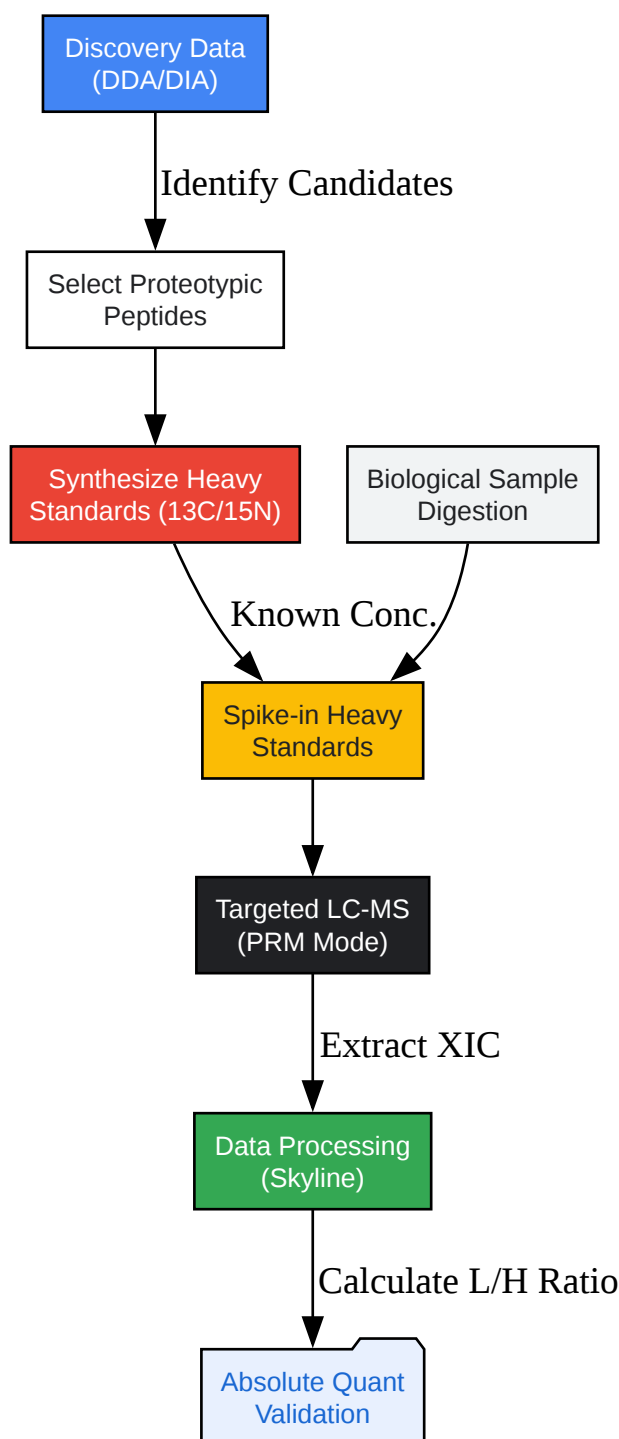 Discovery Data
(DDA/DIA)
Identify Candidates
Select Proteotypic
Peptides
Synthesize Heavy
Standards (13C/15N)
Biological Sample
Digestion
Known Conc.
Spike-in Heavy
Standards
Targeted LC-MS
(PRM Mode)
Extract XIC
Data Processing
(Skyline)
Calculate L/H Ratio
Absolute Quant
Validation